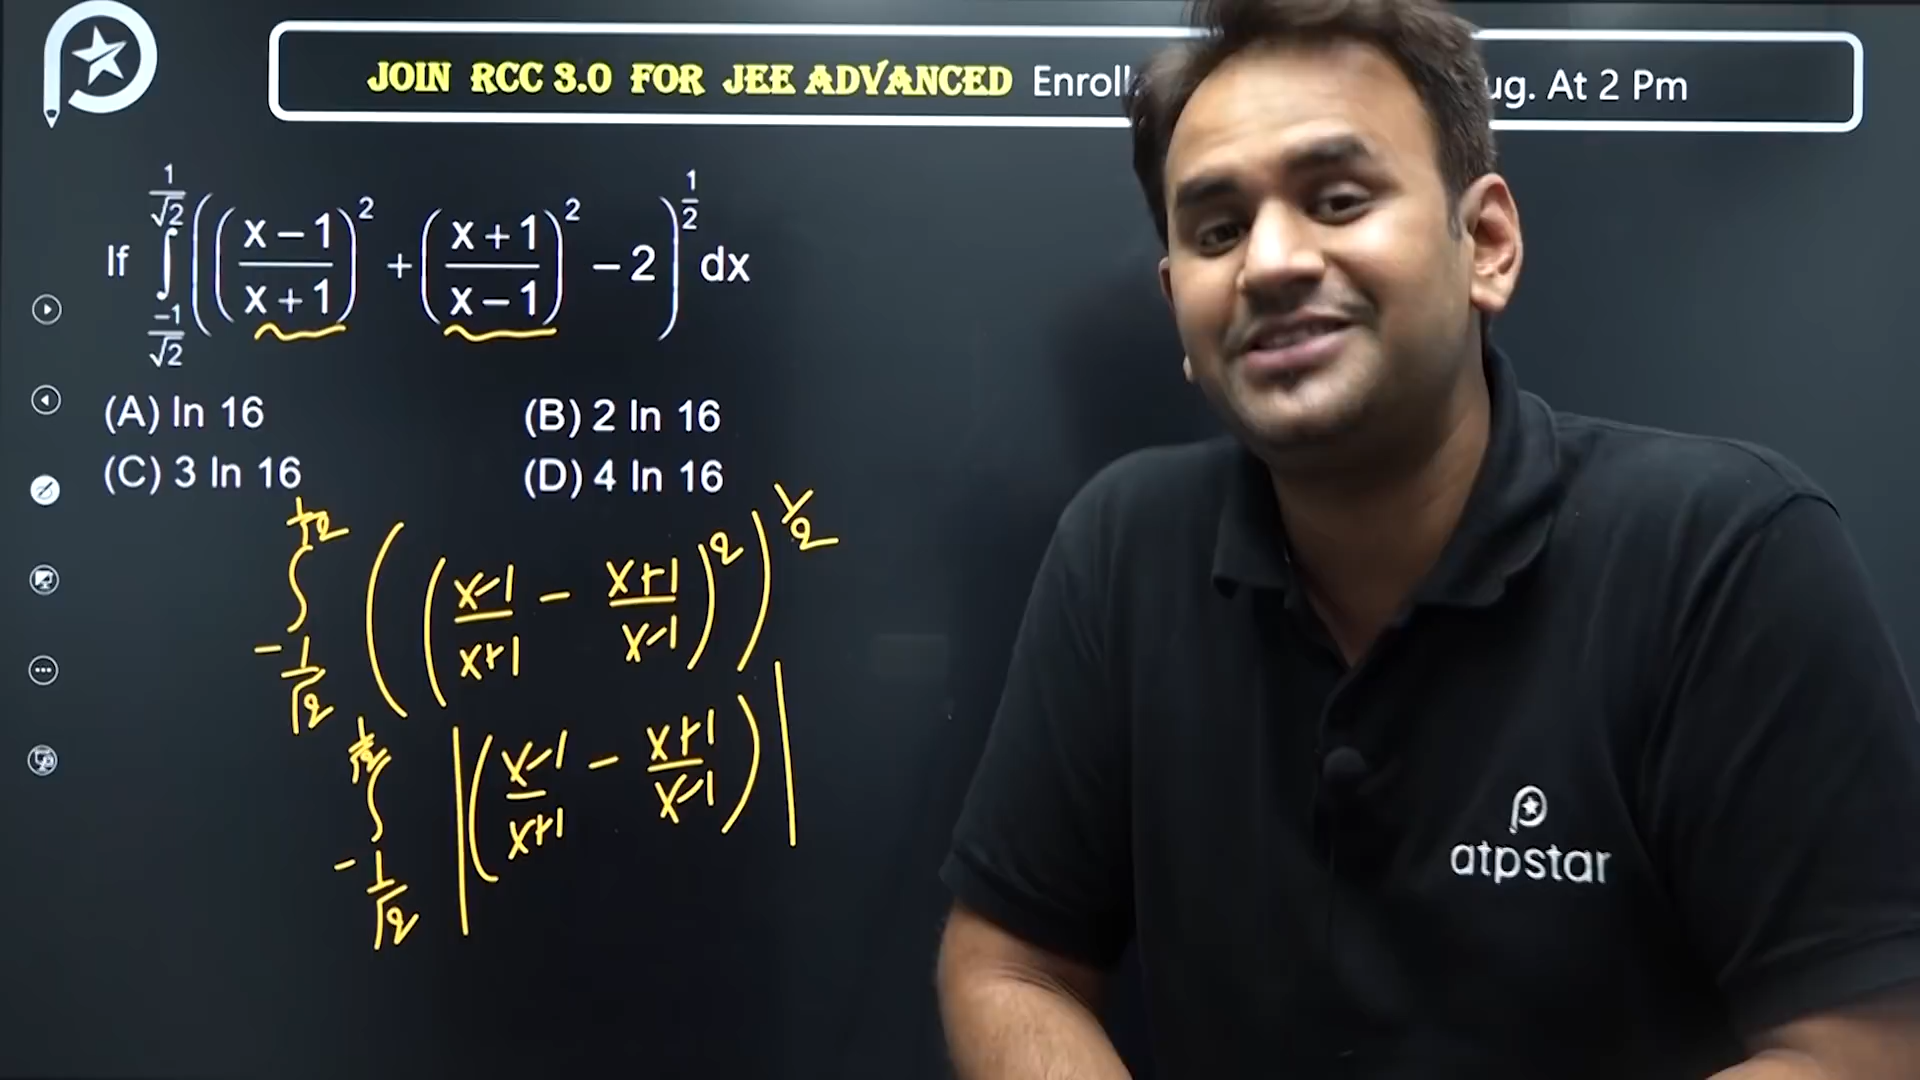 JOIN RCC 3.0 FOR JEE ADVANCED Enroll ug. At 2 Pm
If ∫_{-1/√2}^{1/√2} ( ( (x – 1)/(x + 1) )^2 + ( (x + 1)/(x – 1) )^2 – 2 )^{1/2} dx
(A) ln 16
(B) 2 ln 16
(C) 3 ln 16
(D) 4 ln 16
∫_{-1/√2}^{1/√2} ( ( (x-1)/(x+1) - (x+1)/(x-1) )^2 )^{1/2}
∫_{-1/√2}^{1/√2} | ( (x-1)/(x+1) - (x+1)/(x-1) ) |
atpstar